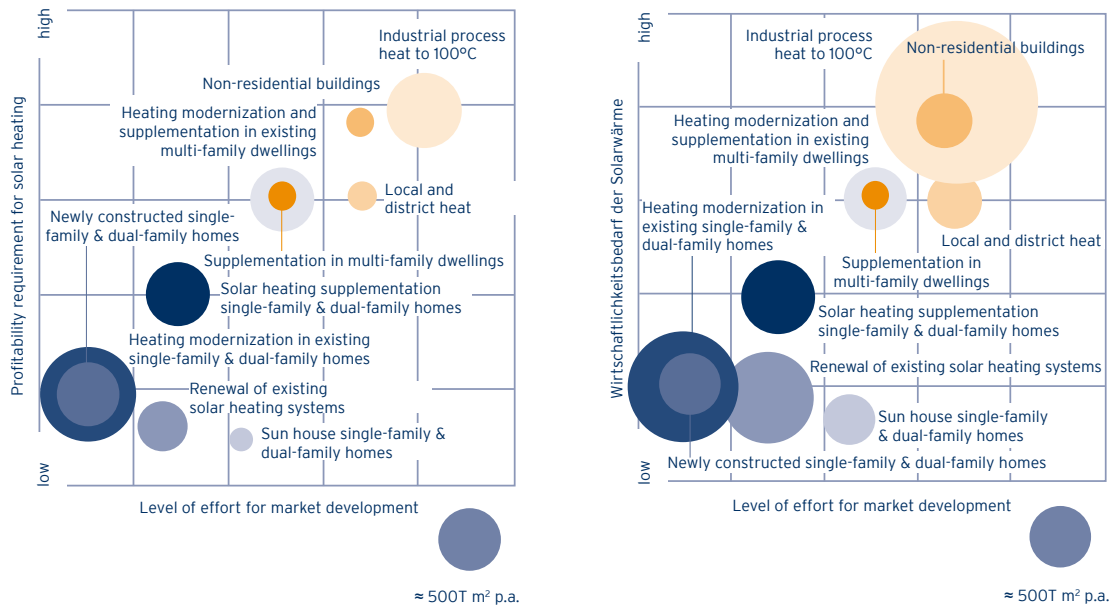 high
Industrial process
heat to 100°C
Non-residential buildings
Heating modernization and
supplementation in existing
multi-family dwellings
Profitability requirement for solar heating
Local and
district heat
Newly constructed single-
family & dual-family homes
Supplementation in multi-family dwellings
Solar heating supplementation
single-family & dual-family homes
Heating modernization in existing
single-family & dual-family homes
Renewal of existing
solar heating systems
Sun house single-family &
dual-family homes
low
Level of effort for market development
≈ 500T m² p.a.
high
Industrial process
heat to 100°C
Non-residential buildings
Heating modernization and
supplementation in existing
multi-family dwellings
Wirtschaftlichkeitsbedarf der Solarwärme
Heating modernization in
existing single-family &
dual-family homes
Local and district heat
Supplementation in
multi-family dwellings
Solar heating supplementation
single-family & dual-family homes
Renewal of existing solar heating systems
Sun house single-family
& dual-family homes
Newly constructed single-family & dual-family homes
low
Level of effort for market development
≈ 500T m² p.a.